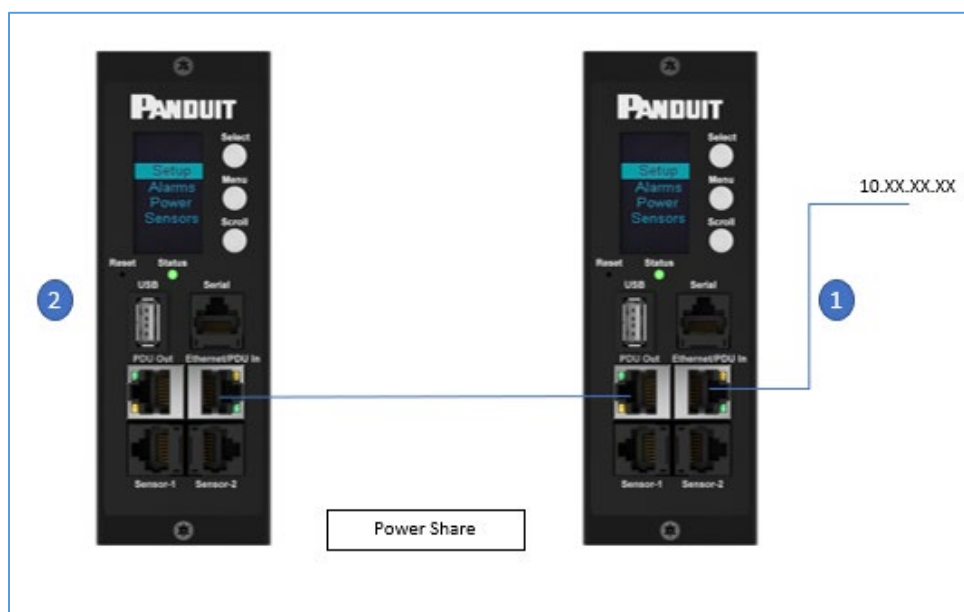 PANDUIT
Select
Setup
Alarms
Menu
Power
Sensors
Scroll
Reset Status
USB Serial
PDU Out Ethernet/PDU In
Sensor-1 Sensor-2
2
PANDUIT
Select
Setup
Alarms
Menu
Power
Sensors
Scroll
Reset Status
USB Serial
PDU Out Ethernet/PDU In
Sensor-1 Sensor-2
10.XX.XX.XX
1
Power Share